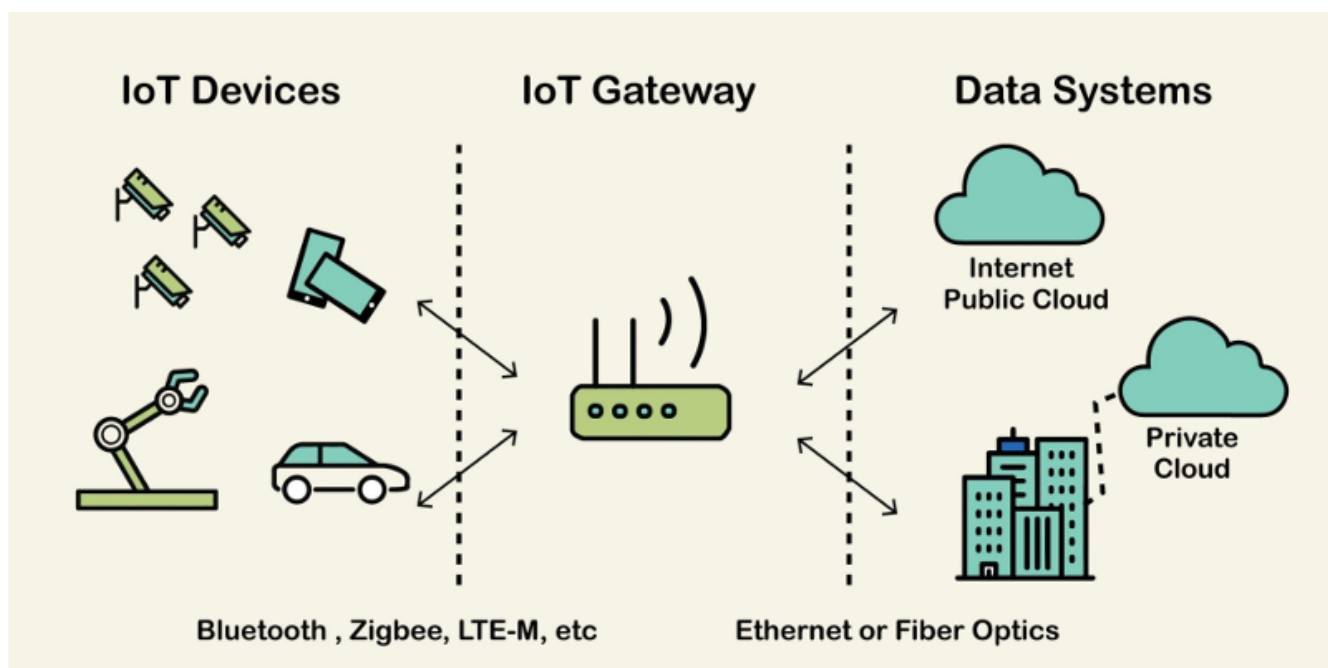 IoT Devices
IoT Gateway
Data Systems
Internet
Public Cloud
Private
Cloud
Bluetooth , Zigbee, LTE-M, etc
Ethernet or Fiber Optics